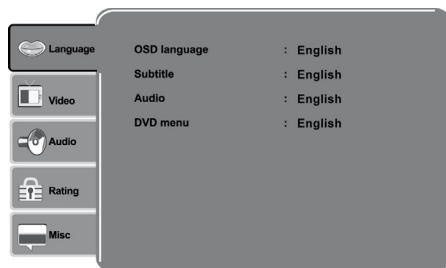 Language
Video
Audio
Rating
Misc
OSD language : English
Subtitle : English
Audio : English
DVD menu : English